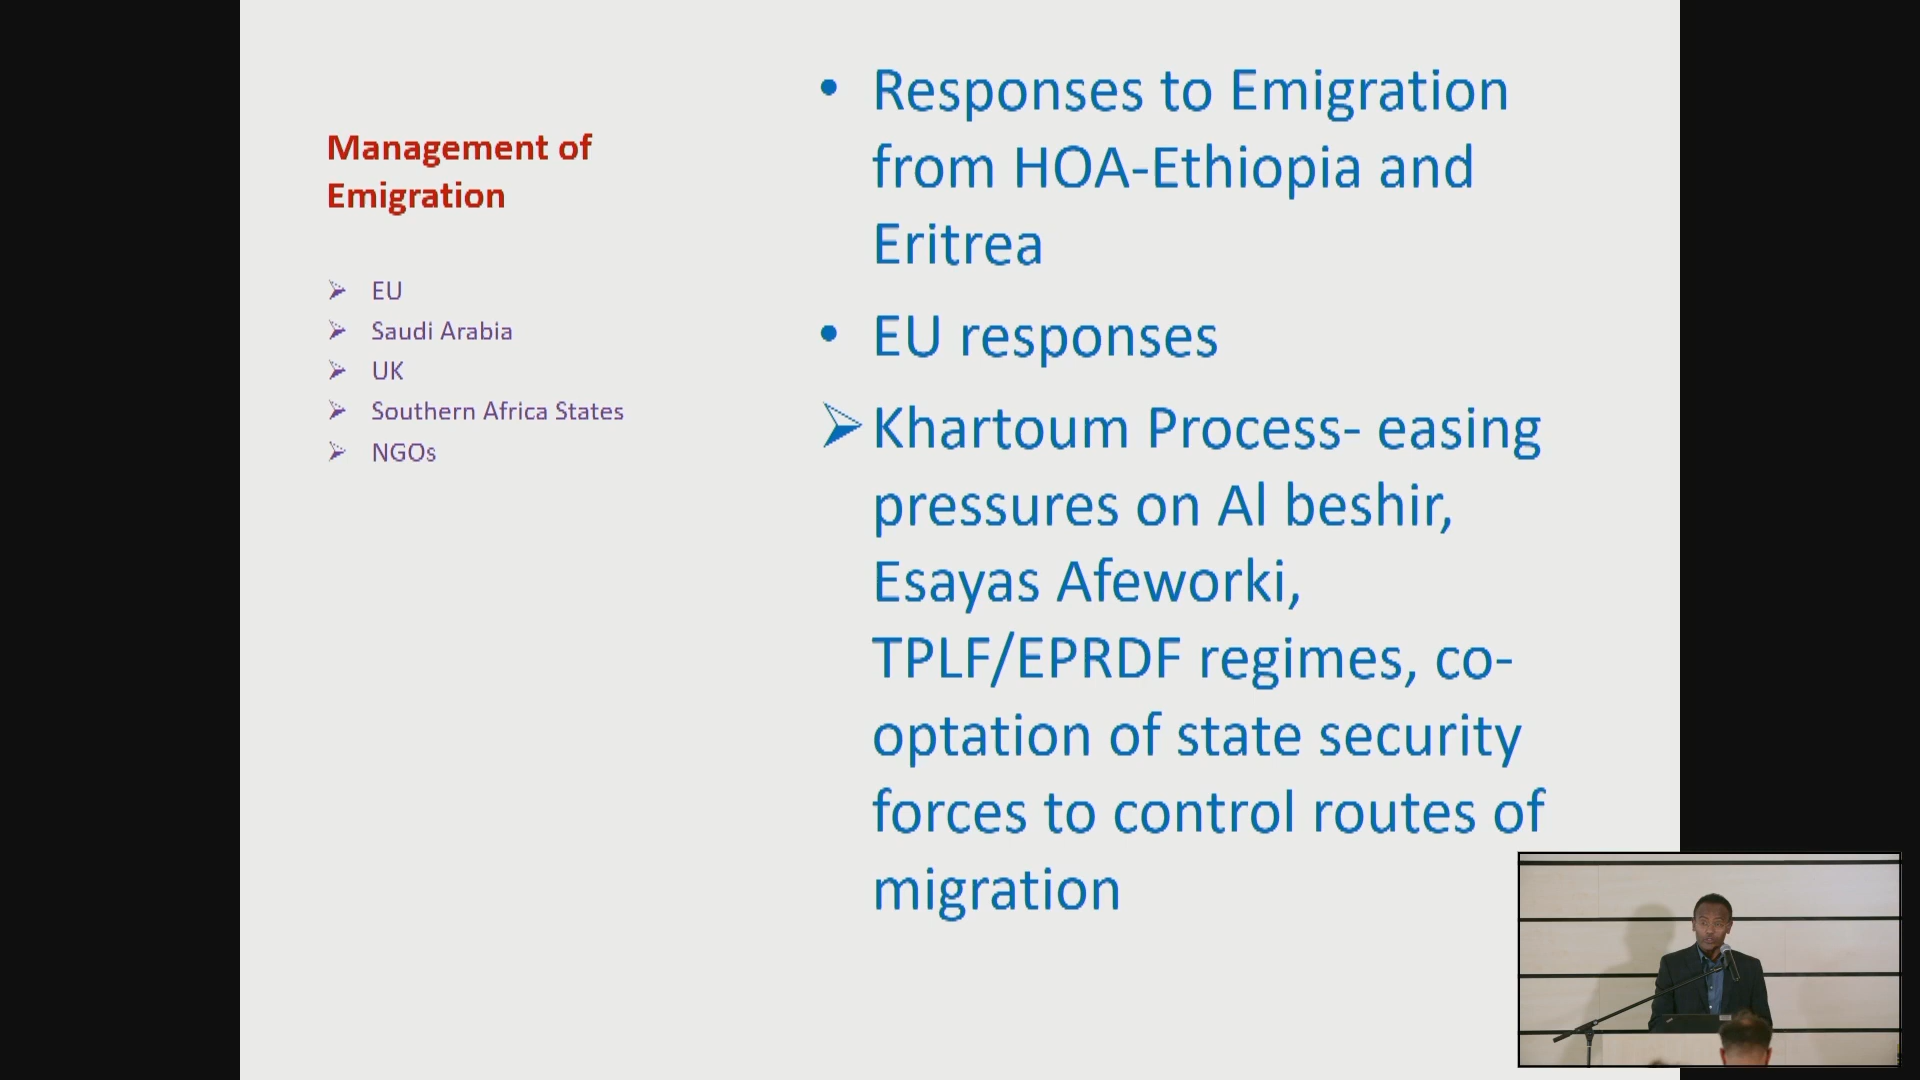 Management of
Emigration
➢ EU
➢ Saudi Arabia
➢ UK
➢ Southern Africa States
➢ NGOs
• Responses to Emigration
from HOA-Ethiopia and
Eritrea
• EU responses
➢ Khartoum Process- easing
pressures on Al beshir,
Esayas Afeworki,
TPLF/EPRDF regimes, co-
optation of state security
forces to control routes of
migration